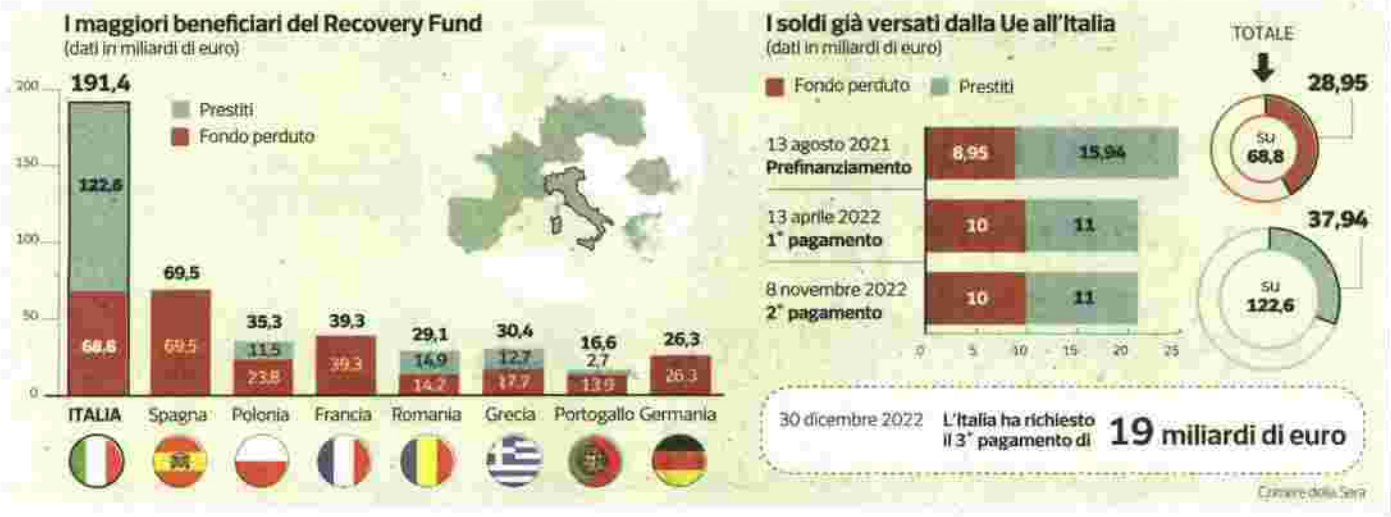 I maggiori beneficiari del Recovery Fund
(dati in miliardi di euro)
200
150
100
50
0
191,4
Prestiti
Fondo perduto
122,6
68,8
69,5
69,5
35,3
11,5
23,8
39,3
39,3
29,1
14,9
14,2
30,4
12,7
17,7
16,6
2,7
13,9
26,3
26,3
ITALIA Spagna Polonia Francia Romania Grecia Portogallo Germania
I soldi già versati dalla Ue all'Italia
(dati in miliardi di euro)
Fondo perduto Prestiti
13 agosto 2021
Prefinanziamento
8,95 15,94
13 aprile 2022
1° pagamento
10 11
8 novembre 2022
2° pagamento
10 11
0 5 10 15 20 25
TOTALE
28,95
su
68,8
37,94
su
122,6
30 dicembre 2022
L'Italia ha richiesto
il 3° pagamento di
19 miliardi di euro
Corriere della Sera